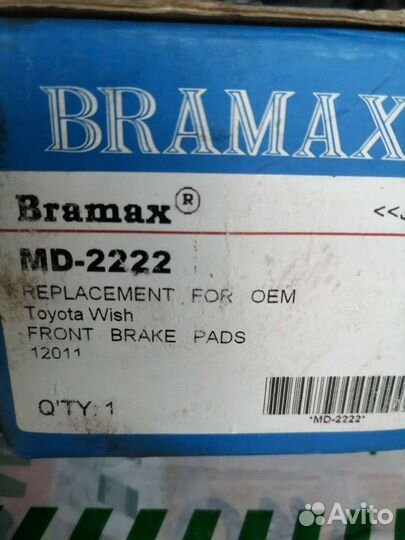 BRAMAX
Bramax®
<<J
MD-2222
REPLACEMENT FOR OEM
Toyota Wish
FRONT BRAKE PADS
12011
Q'TY: 1
*MD-2222*
Avito